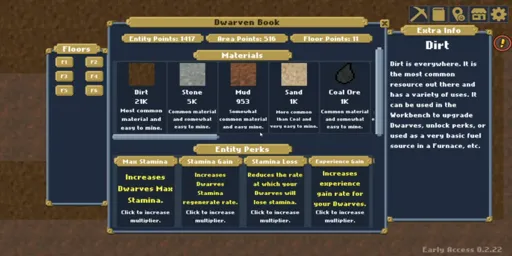 Dwarven Book
Entity Points: 1417
Area Points: 516
Floor Points: 11
Floors
F1
F2
F3
F4
F5
F6
Materials
Dirt
21K
Most common
material and
easy to mine.
Stone
5K
Common material
and somewhat
easy to mine.
Mud
953
Somewhat
common material
and easy to mine.
Sand
1K
More common
than Coal and
very easy to mine.
Coal Ore
1K
Common material
and somewhat
easy to mine.
Entity Perks
Max Stamina
Increases
Dwarves Max
Stamina.
Click to increase
multiplier.
Stamina Gain
Increases
Dwarves
Stamina
regenerate rate.
Click to increase
multiplier.
Stamina Loss
Reduces the rate
at which your
Dwarves will
lose stamina.
Click to increase
multiplier.
Experience Gain
Increases
experience
gain rate for
your Dwarves.
Click to increase
multiplier.
Extra Info
Dirt
Dirt is everywhere. It is
the most common
resource out there and
has a variety of uses. It
can be used in the
Workbench to upgrade
Dwarves, unlock perks, or
used as a very basic fuel
source in a Furnace, etc.
Early Access 0.2.22